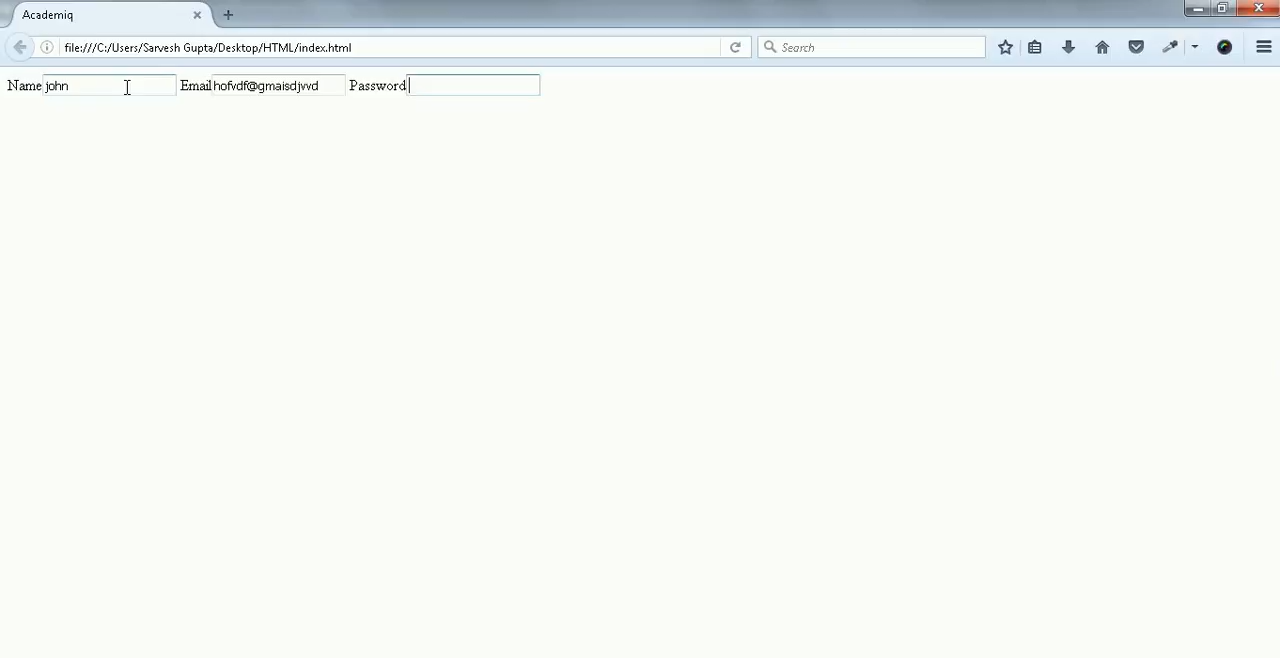 Academiq
file:///C:/Users/Sarvesh Gupta/Desktop/HTML/index.html
Search
Name john Email hofvdf@gmaisdjvvd Password